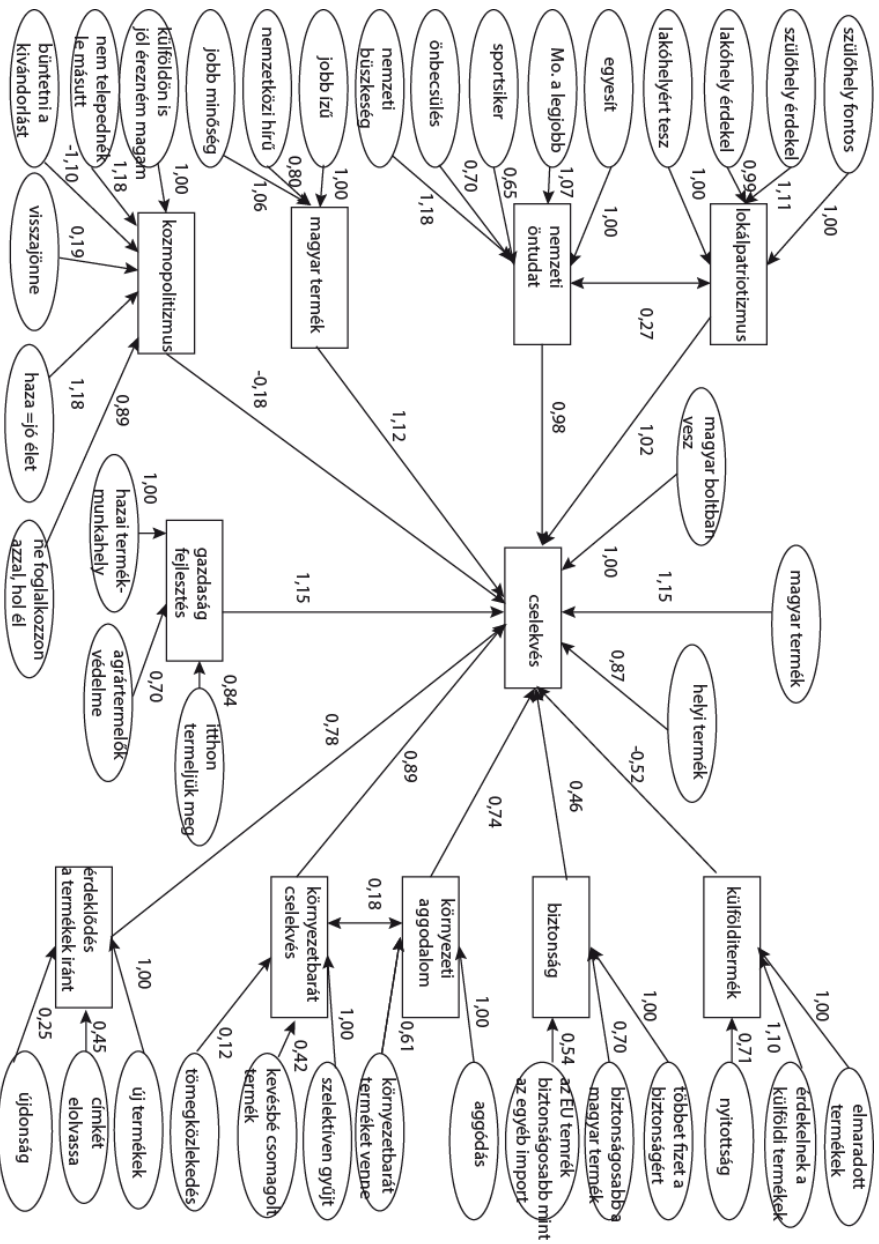 szülőhely fontos
1,00
szülőhely érdekel
1,11
lakóhely érdekel
0,99
lakóhelyért tesz
1,00
lokálpatriotizmus
egyesít
1,00
Mo. a legjobb
1,07
sportsiker
0,65
önbecsülés
0,70
nemzeti
büszkeség
1,18
nemzeti
öntudat
0,27
jobb ízű
1,00
nemzetközi hírű
0,80
jobb minőség
1,06
magyar termék
külföldön is
jól érezném magam
1,00
nem telepednék
le másutt
1,18
büntetni a
kivándorlást
-1,10
visszajönne
0,19
haza =jó élet
1,18
ne foglalkozzon
azzal, hol él
0,89
kozmopolitizmus
1,02
0,98
1,12
-0,18
magyar boltban
vesz
1,00
magyar termék
1,15
helyi termék
0,87
cselekvés
hazai termék-
munkahely
1,00
agrártermelők
védelme
0,70
itthon
termeljük meg
0,84
gazdaság
fejlesztés
1,15
-0,52
0,46
0,74
0,89
0,78
külfölditermék
1,00
elmaradott
termékek
1,10
érdekelnek a
külföldi termékek
0,71
nyitottság
biztonság
1,00
többet fizet a
biztonságért
0,70
biztonságosabb a
magyar termék
0,54
az EU temrék
biztonságosabb mint
az egyéb import
környezeti
aggodalom
1,00
aggódás
0,61
környezetbarát
terméket venne
0,18
környezetbarát
cselekvés
1,00
szelektíven gyűjt
0,42
kevésbé csomagolt
termék
0,12
tömegközlekedés
érdeklődés
a termékek iránt
1,00
új termékek
0,45
címkét
elolvassa
0,25
újdonság